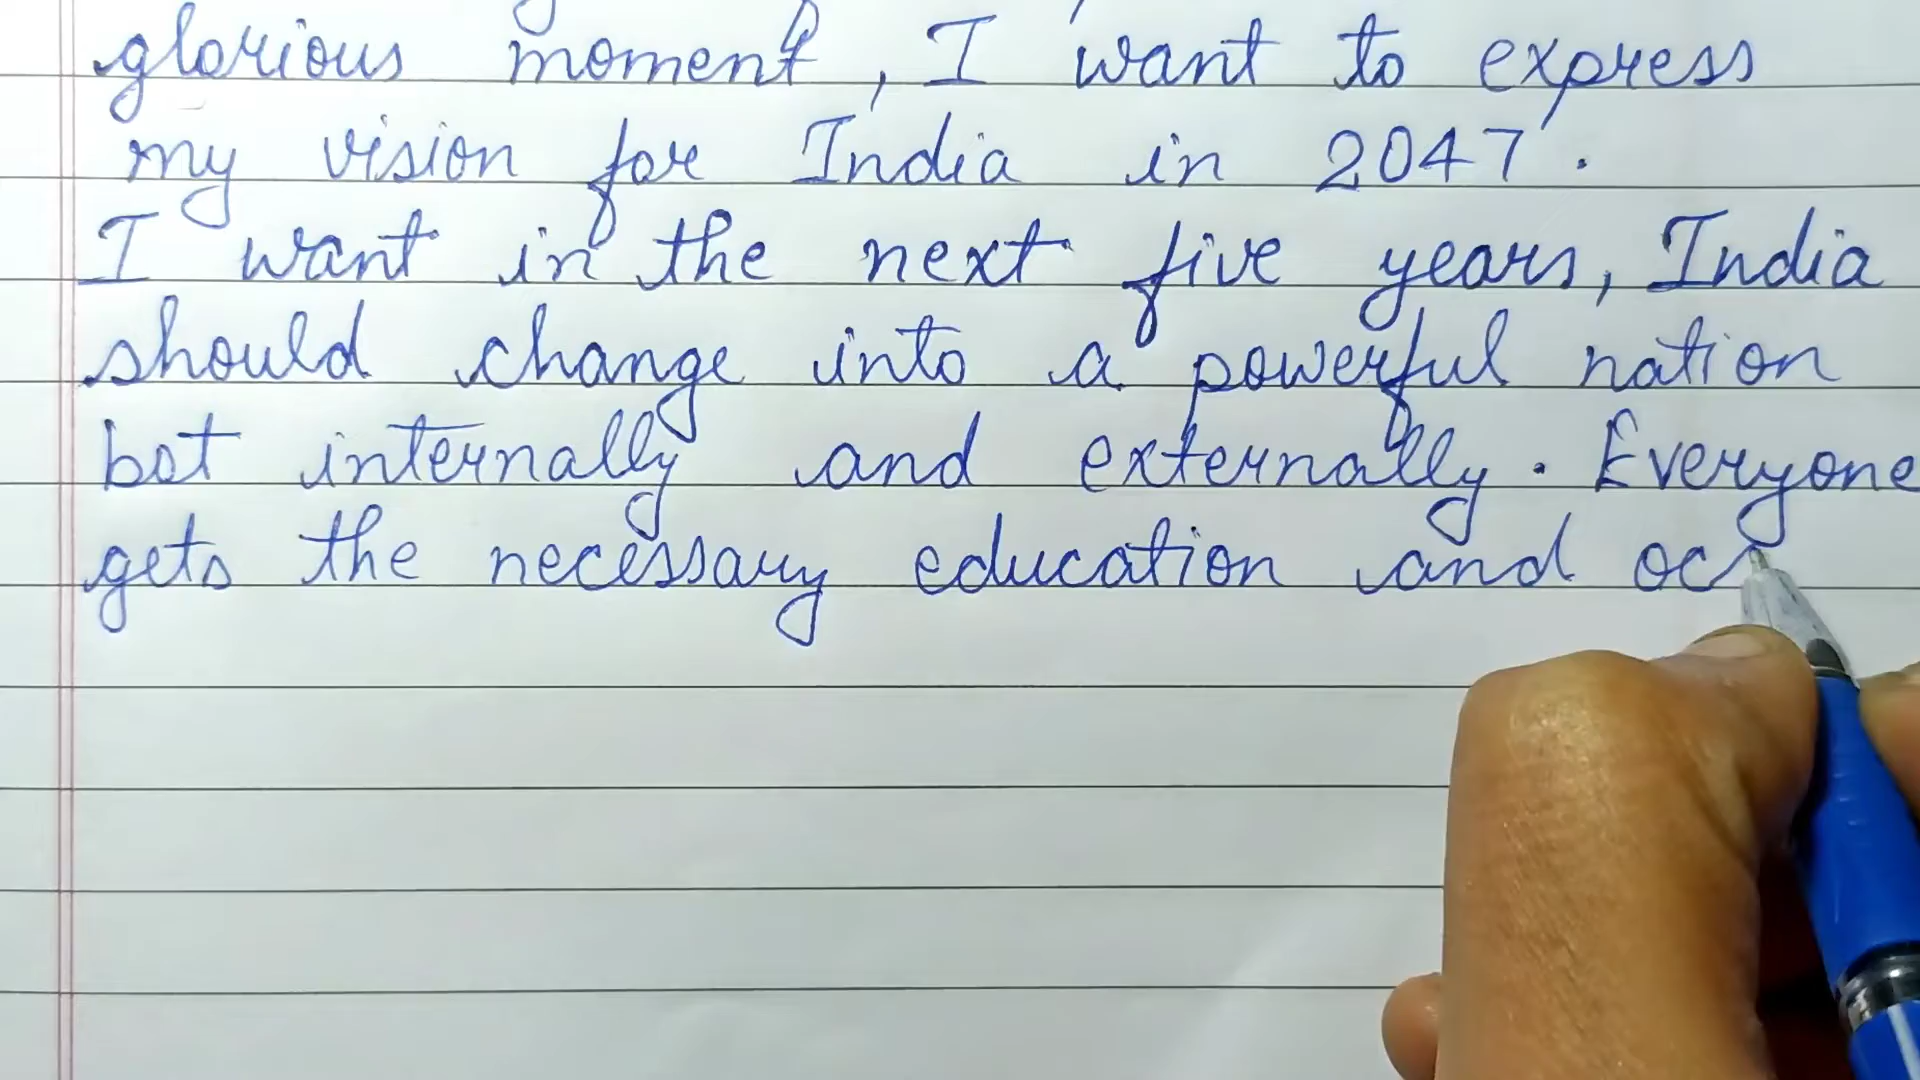 glorious moment, I want to express
my vision for India in 2047.
I want in the next five years, India
should change into a powerful nation
bot internally and externally. Everyone
gets the necessary education and oc